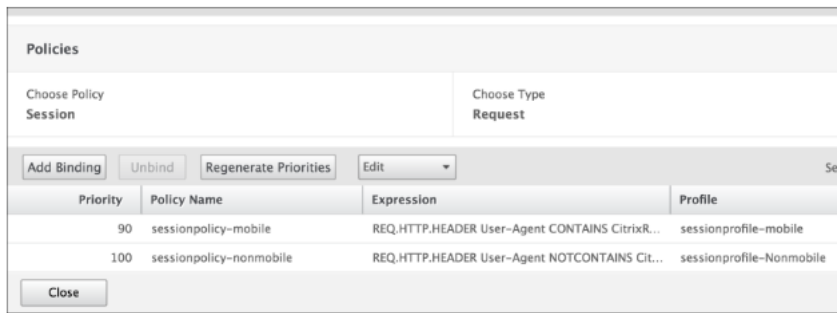 Policies
Choose Policy Choose Type
Session Request
Add Binding Unbind Regenerate Priorities Edit Se
Priority Policy Name Expression Profile
90 sessionpolicy-mobile REQ.HTTP.HEADER User-Agent CONTAINS CitrixR... sessionprofile-mobile
100 sessionpolicy-nonmobile REQ.HTTP.HEADER User-Agent NOTCONTAINS Cit... sessionprofile-Nonmobile
Close